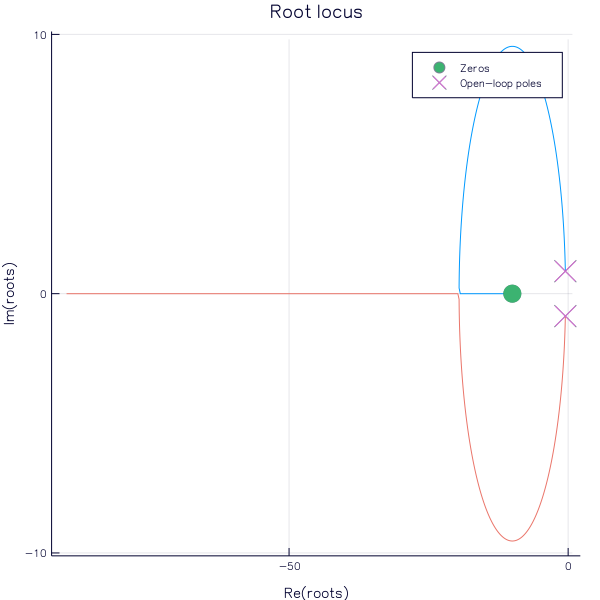 Root locus
10
Zeros
Open-loop poles
0
Im(roots)
−10
−50
0
Re(roots)